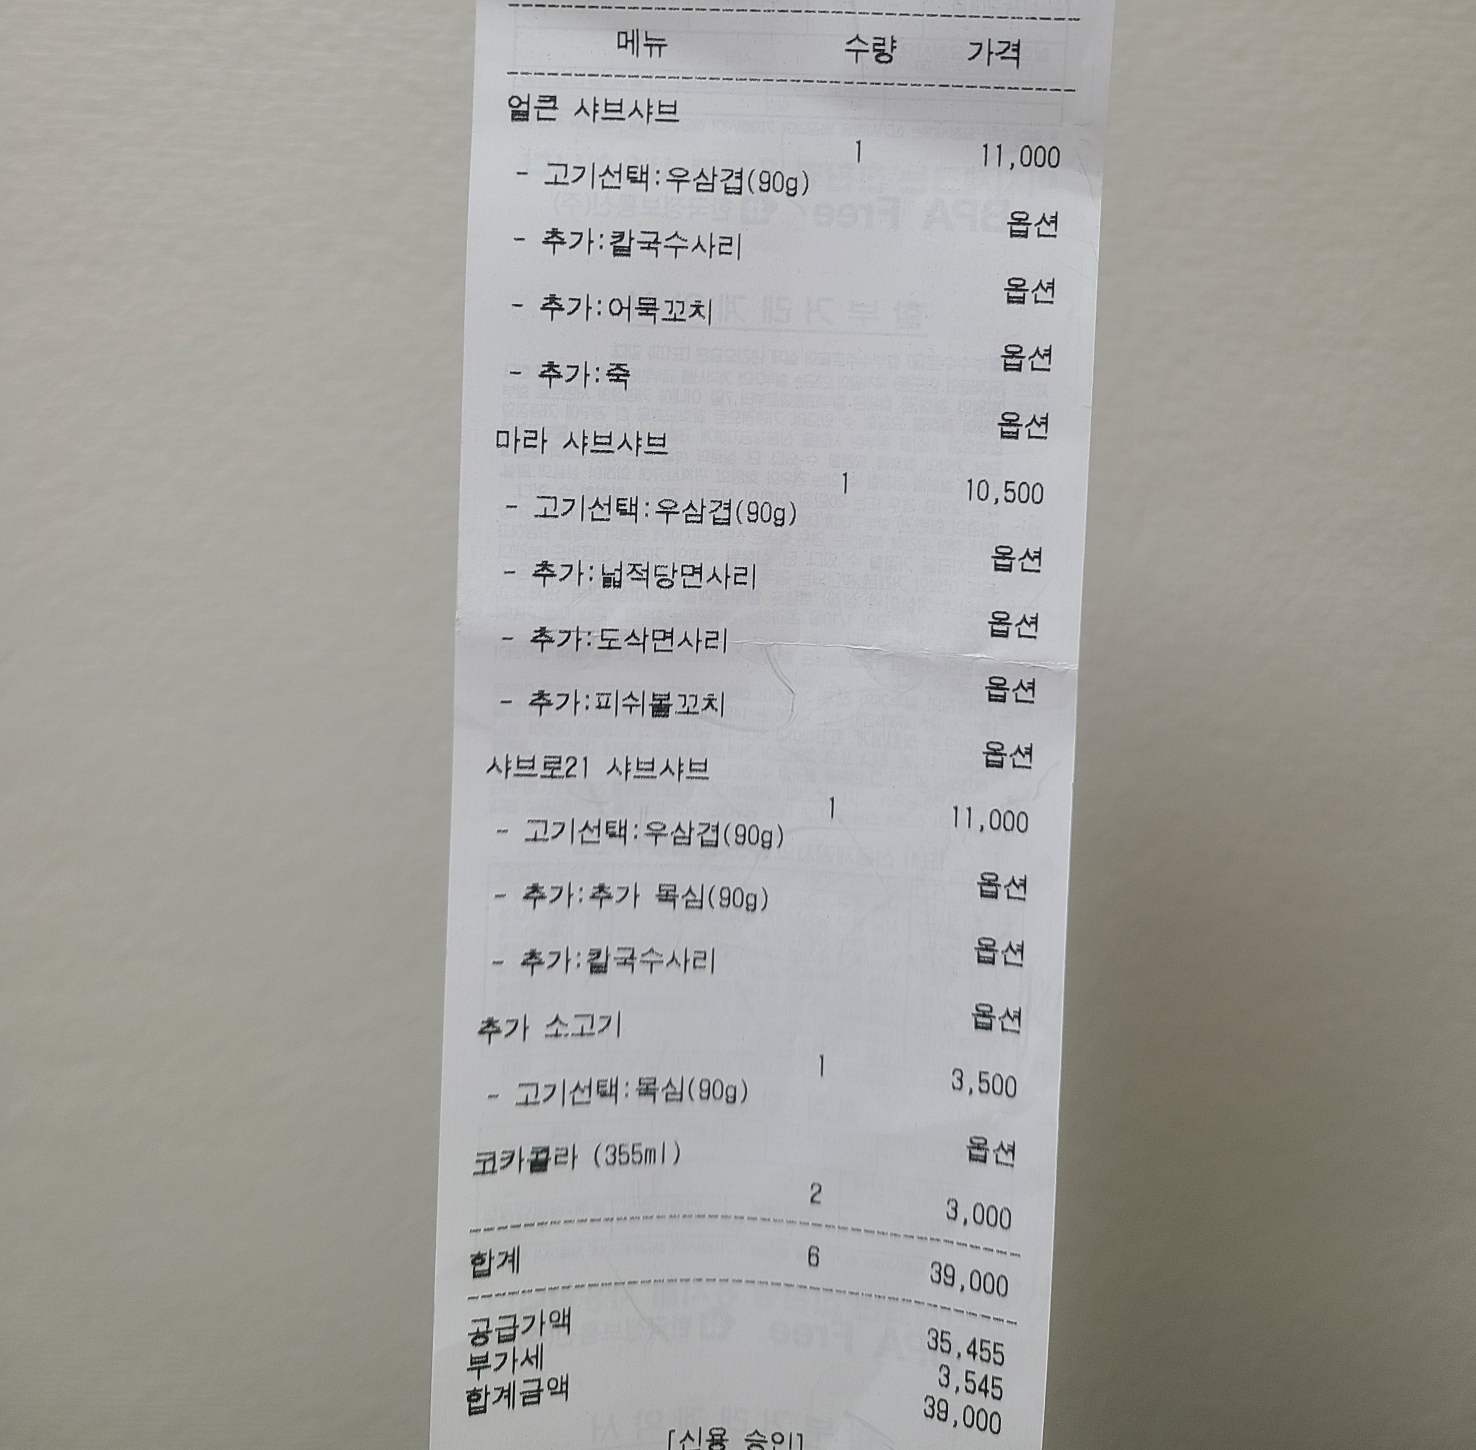 메뉴 수량 가격
얼큰 샤브샤브
1 11,000
- 고기선택:우삼겹(90g)
옵션
- 추가:칼국수사리
옵션
- 추가:어묵꼬치
옵션
- 추가:죽
옵션
마라 샤브샤브
1 10,500
- 고기선택:우삼겹(90g)
옵션
- 추가:넓적당면사리
옵션
- 추가:도삭면사리
옵션
- 추가:피쉬볼꼬치
옵션
샤브로21 샤브샤브
1 11,000
- 고기선택:우삼겹(90g)
옵션
- 추가:추가 목심(90g)
옵션
- 추가:칼국수사리
옵션
추가 소고기
1 3,500
- 고기선택:목심(90g)
옵션
코카콜라 (355ml)
2 3,000
합계 6 39,000
공급가액 35,455
부가세 3,545
합계금액 39,000
[신용 승인]